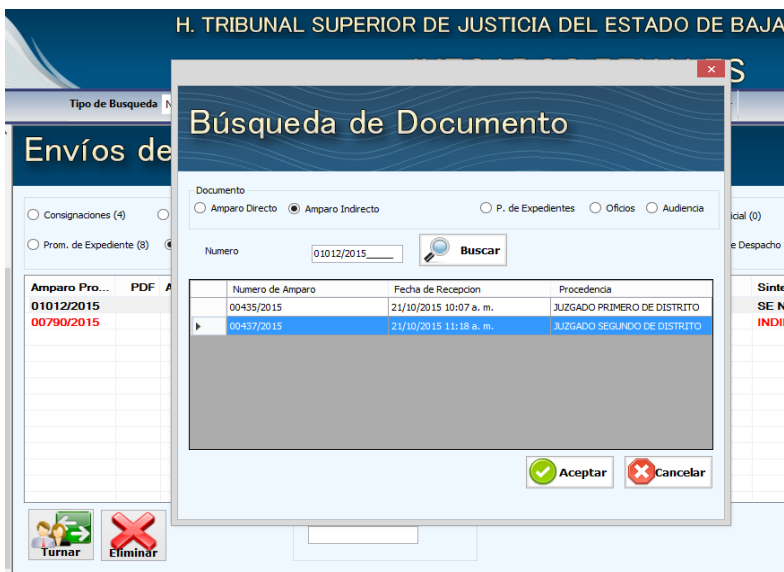 H. TRIBUNAL SUPERIOR DE JUSTICIA DEL ESTADO DE BAJA
Tipo de Busqueda
Envíos de
Consignaciones (4)
Prom. de Expediente (8)
Amparo Pro... PDF
01012/2015
00790/2015
Búsqueda de Documento
Documento
Amparo Directo Amparo Indirecto P. de Expedientes Oficios Audiencia
Numero 01012/2015_____ Buscar
Numero de Amparo Fecha de Recepcion Procedencia
00435/2015 21/10/2015 10:07 a. m. JUZGADO PRIMERO DE DISTRITO
00437/2015 21/10/2015 11:18 a. m. JUZGADO SEGUNDO DE DISTRITO
Aceptar Cancelar
icial (0)
e Despacho
Sinte
SE N
INDI
Turnar Eliminar